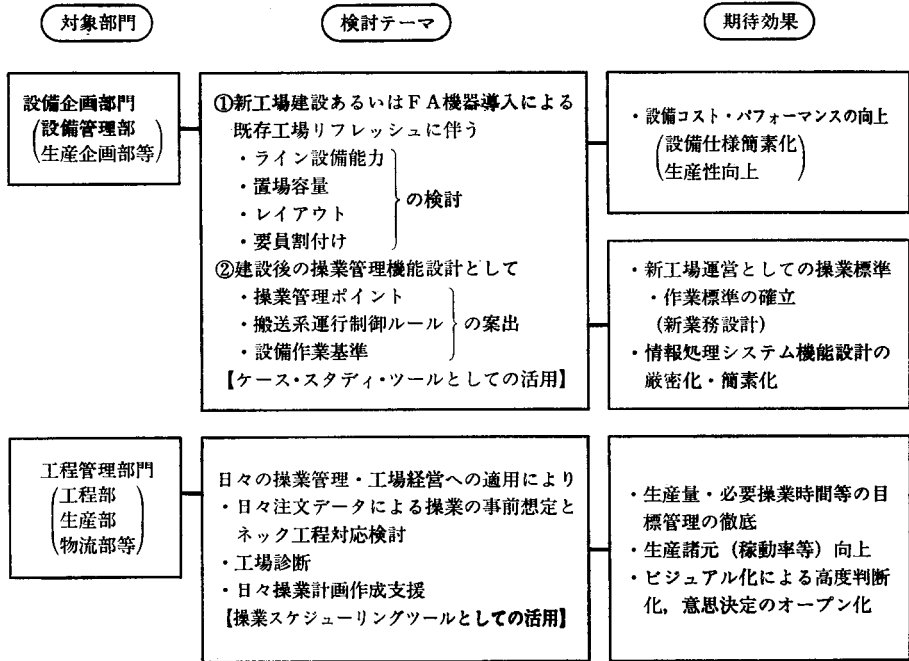 対象部門
検討テーマ
期待効果
設備企画部門
(設備管理部
生産企画部等)
①新工場建設あるいはFA機器導入による
既存工場リフレッシュに伴う
・ライン設備能力
・置場容量
・レイアウト
・要員割付け
の検討
②建設後の操業管理機能設計として
・操業管理ポイント
・搬送系運行制御ルール
・設備作業基準
の案出
【ケース・スタディ・ツールとしての活用】
・設備コスト・パフォーマンスの向上
(設備仕様簡素化
生産性向上)
・新工場運営としての操業標準
・作業標準の確立
(新業務設計)
・情報処理システム機能設計の
厳密化・簡素化
工程管理部門
(工程部
生産部
物流部等)
日々の操業管理・工場経営への適用により
・日々注文データによる操業の事前想定と
ネック工程対応検討
・工場診断
・日々操業計画作成支援
【操業スケジューリングツールとしての活用】
・生産量・必要操業時間等の目
標管理の徹底
・生産諸元(稼動率等)向上
・ビジュアル化による高度判断
化，意思決定のオープン化